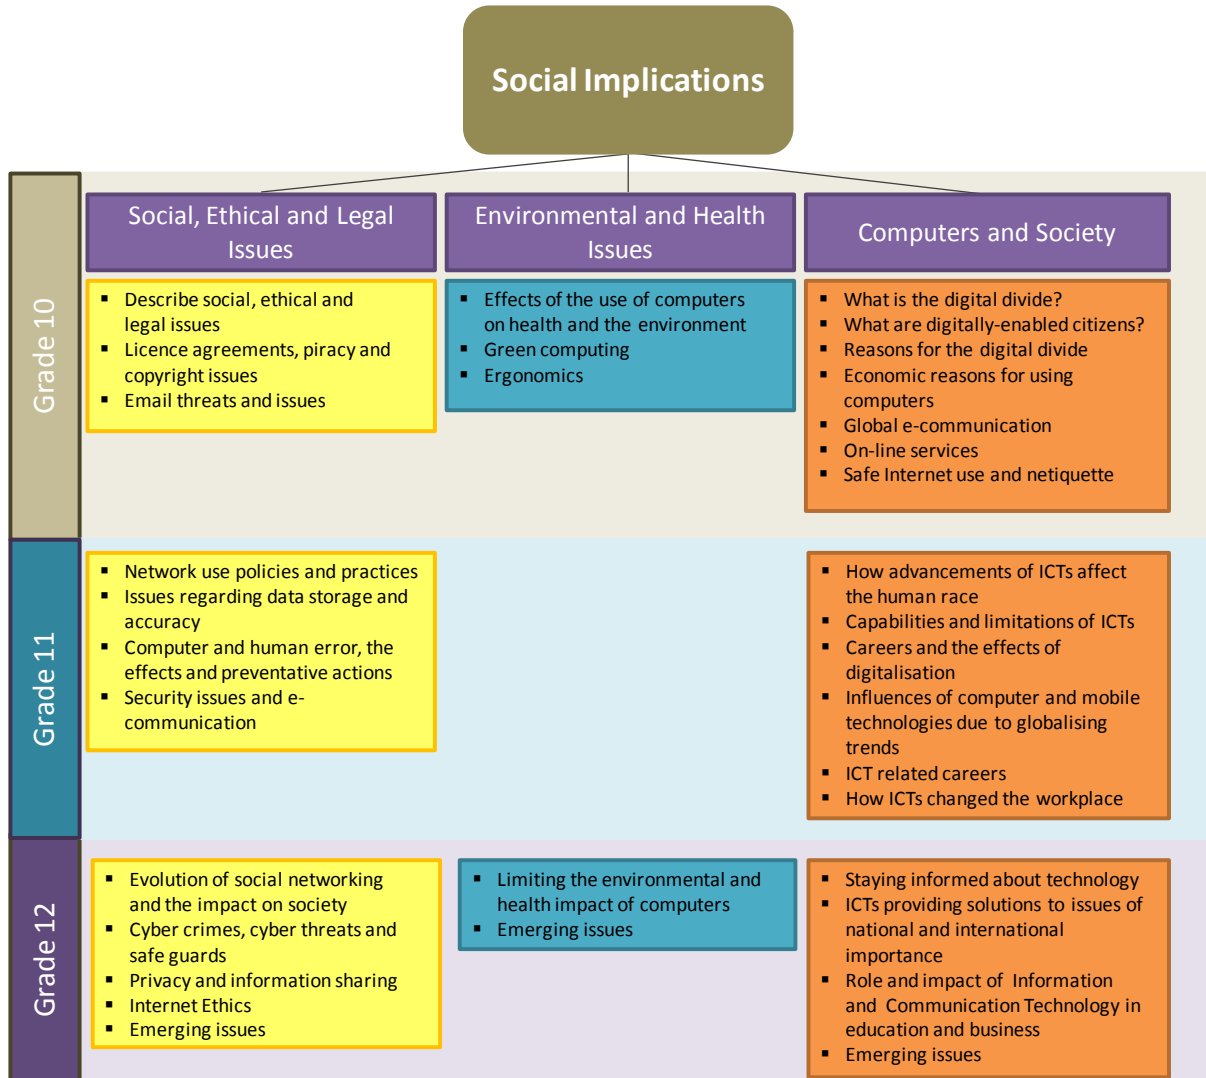 Social Implications
Social, Ethical and Legal
Issues
Environmental and Health
Issues
Computers and Society
Grade 10
▪ Describe social, ethical and
legal issues
▪ Licence agreements, piracy and
copyright issues
▪ Email threats and issues
▪ Effects of the use of computers
on health and the environment
▪ Green computing
▪ Ergonomics
▪ What is the digital divide?
▪ What are digitally-enabled citizens?
▪ Reasons for the digital divide
▪ Economic reasons for using
computers
▪ Global e-communication
▪ On-line services
▪ Safe Internet use and netiquette
Grade 11
▪ Network use policies and practices
▪ Issues regarding data storage and
accuracy
▪ Computer and human error, the
effects and preventative actions
▪ Security issues and e-
communication
▪ How advancements of ICTs affect
the human race
▪ Capabilities and limitations of ICTs
▪ Careers and the effects of
digitalisation
▪ Influences of computer and mobile
technologies due to globalising
trends
▪ ICT related careers
▪ How ICTs changed the workplace
Grade 12
▪ Evolution of social networking
and the impact on society
▪ Cyber crimes, cyber threats and
safe guards
▪ Privacy and information sharing
▪ Internet Ethics
▪ Emerging issues
▪ Limiting the environmental and
health impact of computers
▪ Emerging issues
▪ Staying informed about technology
▪ ICTs providing solutions to issues of
national and international
importance
▪ Role and impact of Information
and Communication Technology in
education and business
▪ Emerging issues